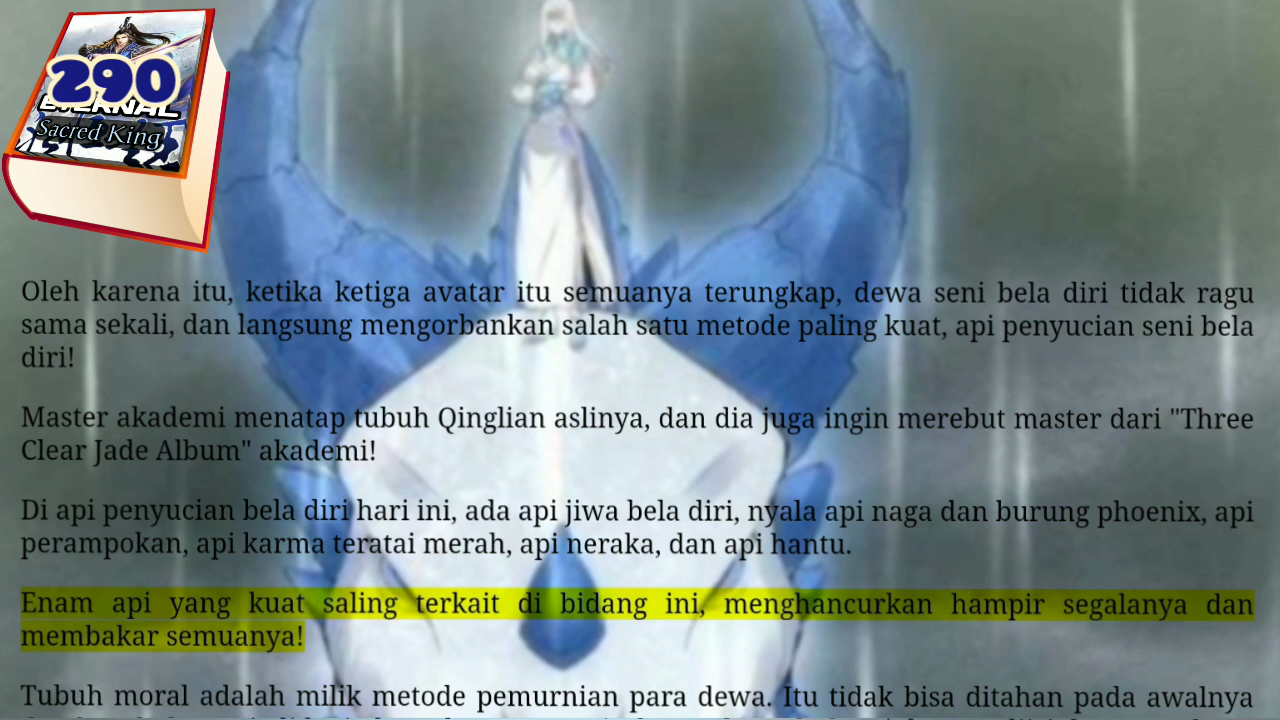 290
ETERNAL
Sacred King
Oleh karena itu, ketika ketiga avatar itu semuanya terungkap, dewa seni bela diri tidak ragu
sama sekali, dan langsung mengorbankan salah satu metode paling kuat, api penyucian seni bela
diri!
Master akademi menatap tubuh Qinglian aslinya, dan dia juga ingin merebut master dari "Three
Clear Jade Album" akademi!
Di api penyucian bela diri hari ini, ada api jiwa bela diri, nyala api naga dan burung phoenix, api
perampokan, api karma teratai merah, api neraka, dan api hantu.
Enam api yang kuat saling terkait di bidang ini, menghancurkan hampir segalanya dan
membakar semuanya!
Tubuh moral adalah milik metode pemurnian para dewa. Itu tidak bisa ditahan pada awalnya